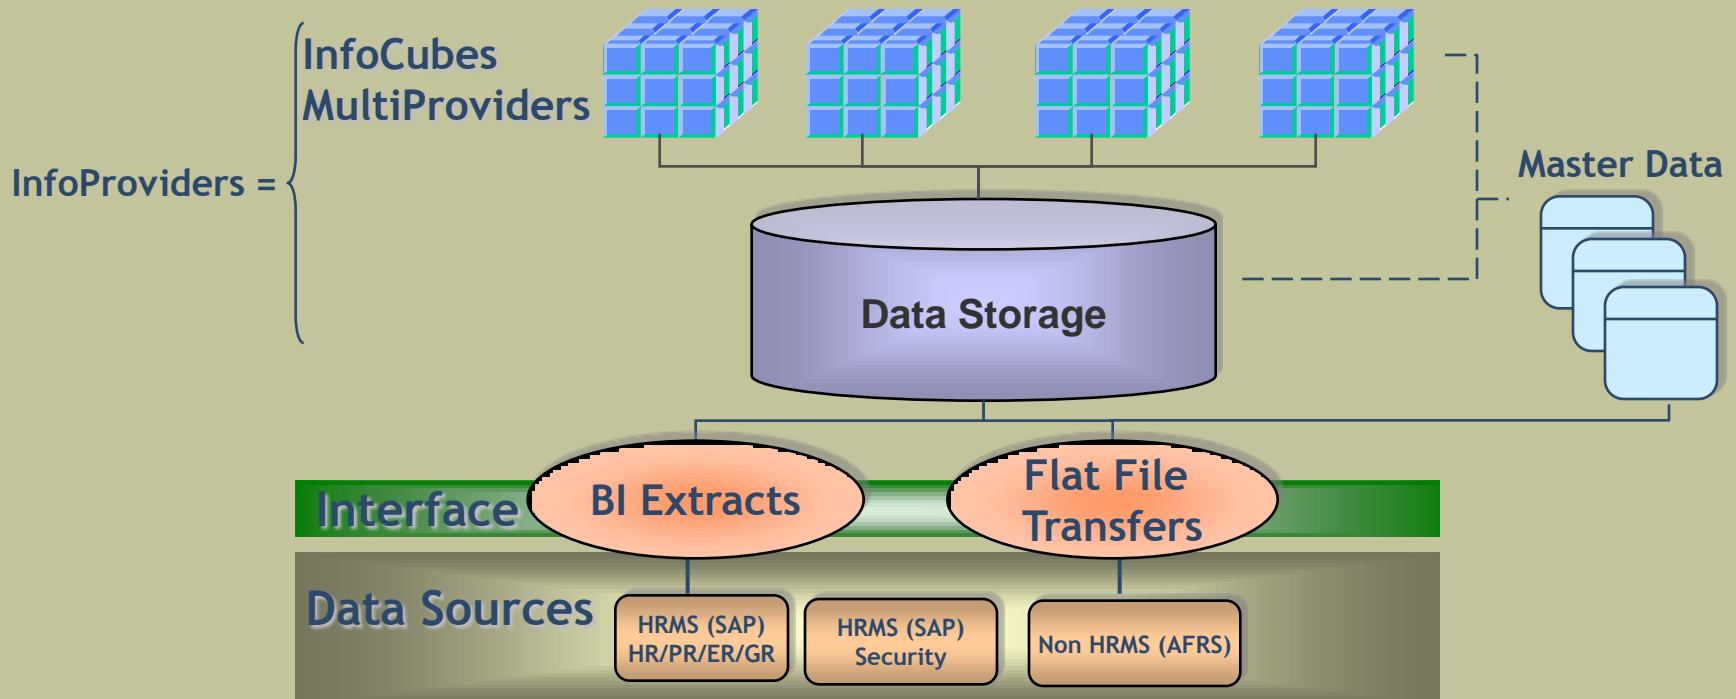 InfoCubes
MultiProviders
InfoProviders =
Master Data
Data Storage
Interface
BI Extracts
Flat File
Transfers
Data Sources
HRMS (SAP)
HR/PR/ER/GR
HRMS (SAP)
Security
Non HRMS (AFRS)